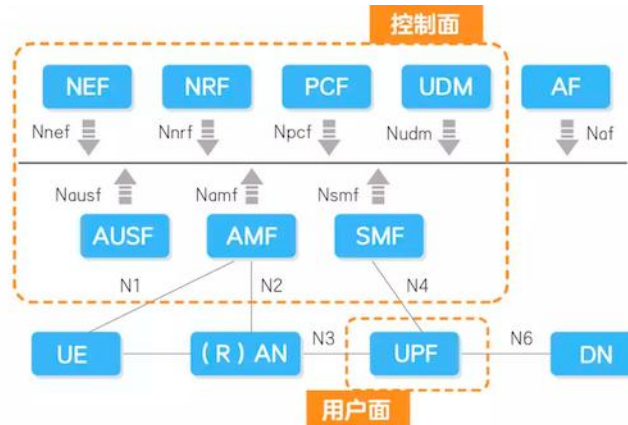 控制面
NEF NRF PCF UDM AF
Nnef Nnrf Npcf Nudm Naf
Nausf Namf Nsmf
AUSF AMF SMF
N1 N2 N4
UE (R) AN N3 UPF N6 DN
用户面